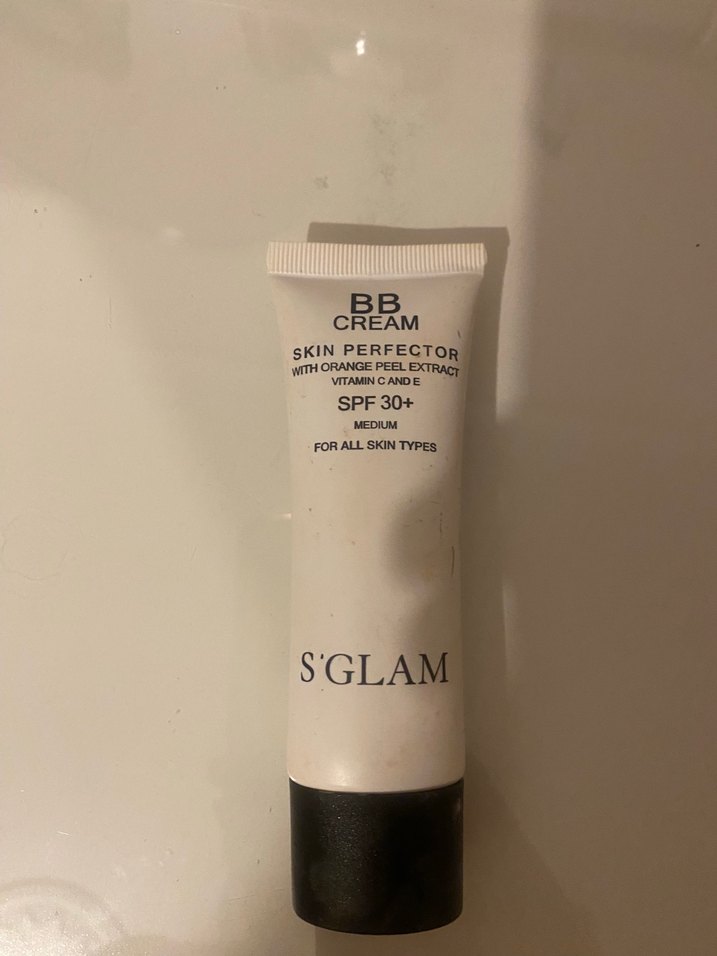 BB
CREAM
SKIN PERFECTOR
WITH ORANGE PEEL EXTRACT
VITAMIN C AND E
SPF 30+
MEDIUM
FOR ALL SKIN TYPES
S'GLAM